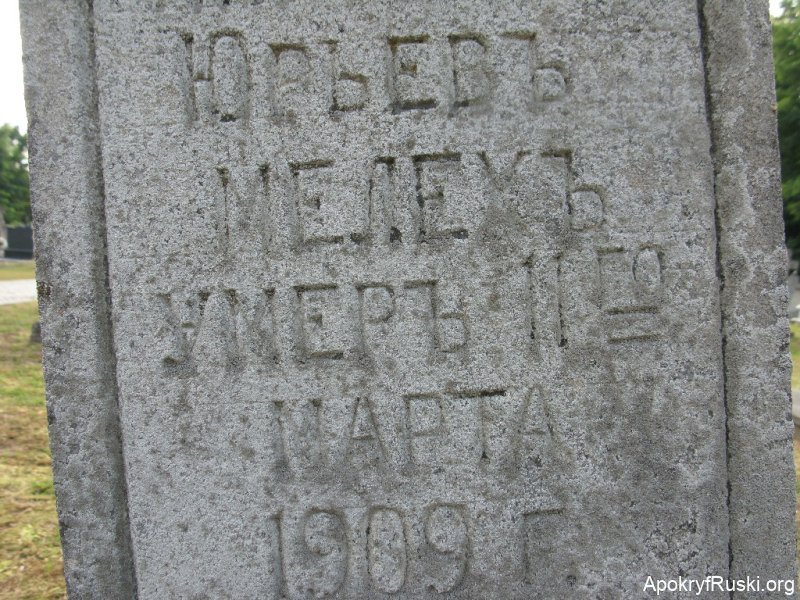 ЮРЬЕВЪ
МЕЛЕХЪ
УМЕРЪ 11ГО
МАРТА
1909 Г.
ApokryfRuski.org